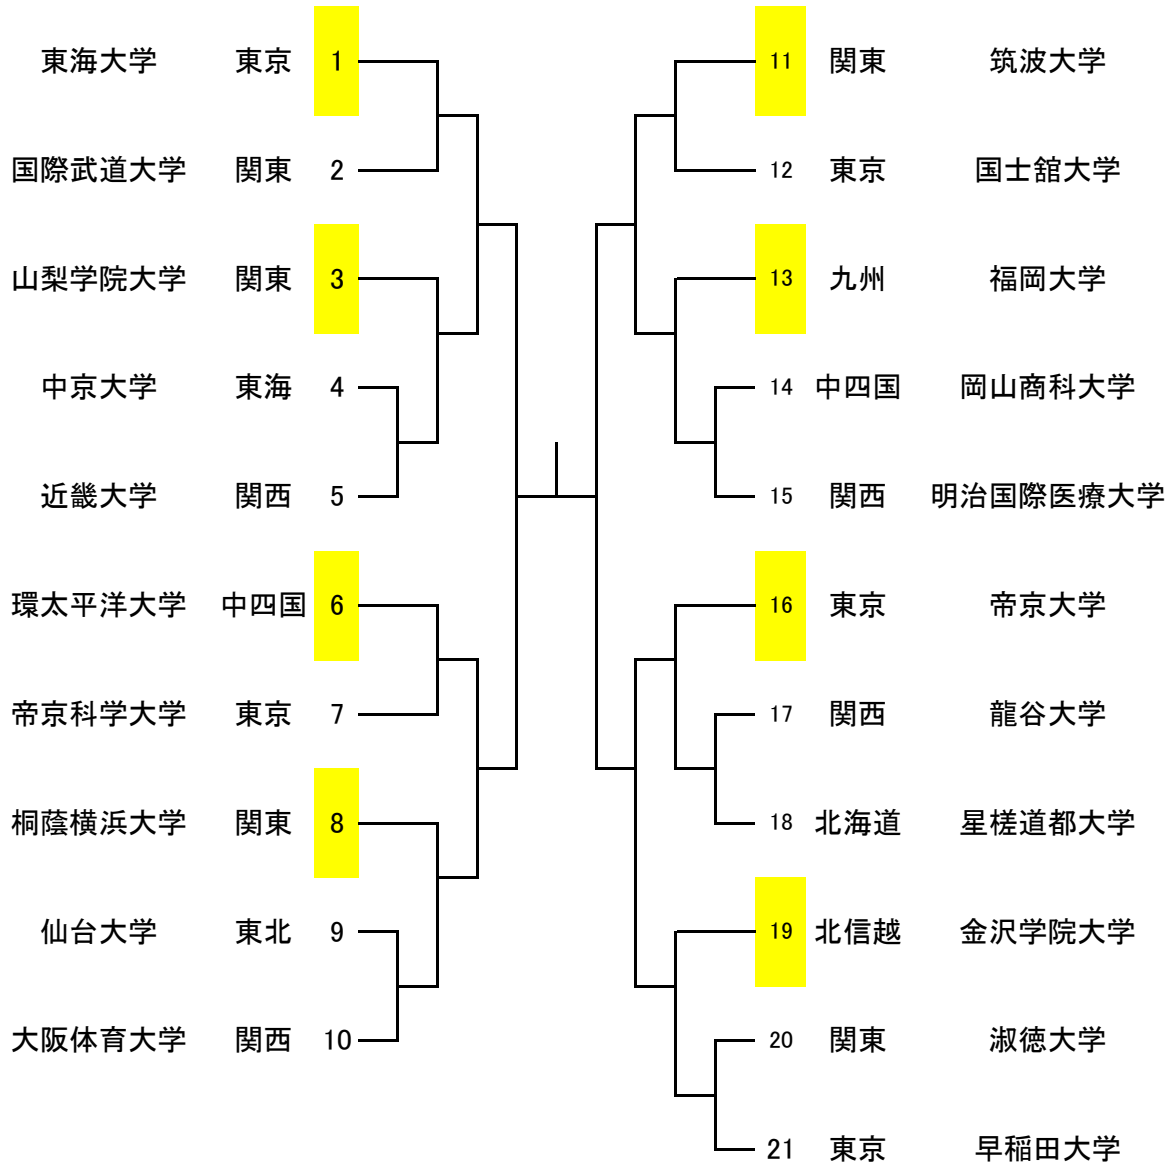 東海大学 東京 1
国際武道大学 関東 2
山梨学院大学 関東 3
中京大学 東海 4
近畿大学 関西 5
環太平洋大学 中四国 6
帝京科学大学 東京 7
桐蔭横浜大学 関東 8
仙台大学 東北 9
大阪体育大学 関西 10
11 関東 筑波大学
12 東京 国士舘大学
13 九州 福岡大学
14 中四国 岡山商科大学
15 関西 明治国際医療大学
16 東京 帝京大学
17 関西 龍谷大学
18 北海道 星槎道都大学
19 北信越 金沢学院大学
20 関東 淑徳大学
21 東京 早稲田大学